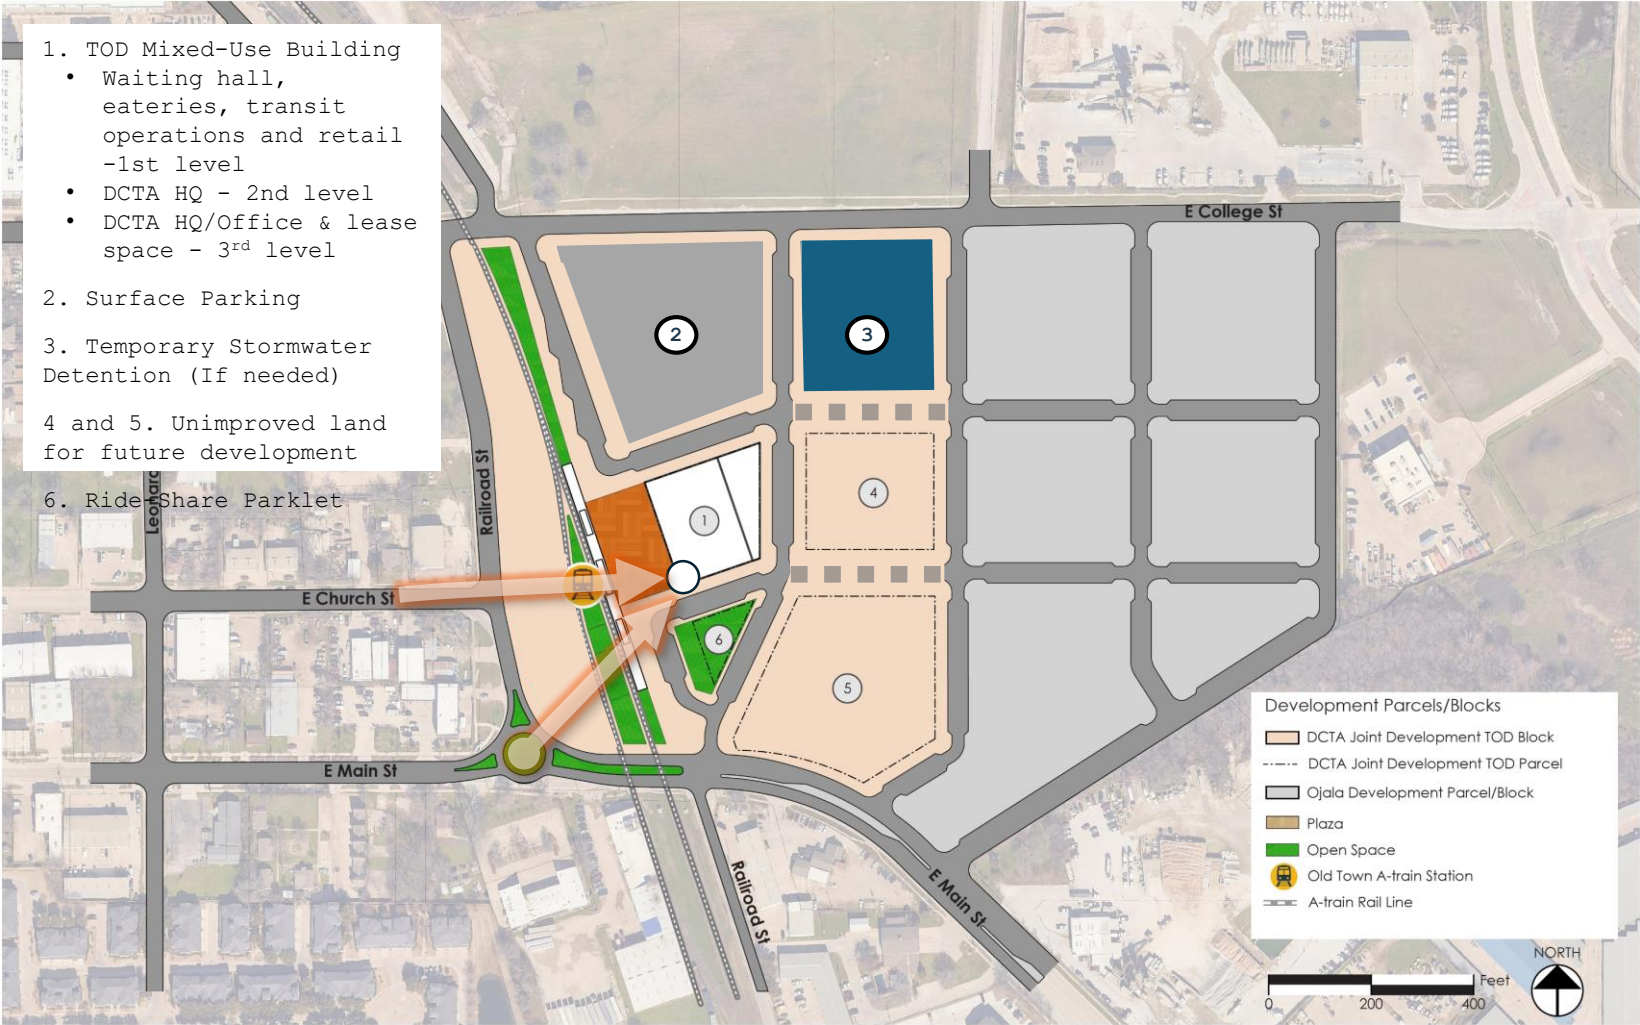 1. TOD Mixed-Use Building
• Waiting hall,
eateries, transit
operations and retail
-1st level
• DCTA HQ - 2nd level
• DCTA HQ/Office & lease
space - 3rd level
2. Surface Parking
3. Temporary Stormwater
Detention (If needed)
4 and 5. Unimproved land
for future development
6. Ride-Share Parklet
E College St
2
3
Railroad St
4
1
E Church St
6
5
E Main St
Railroad St
E Main St
Development Parcels/Blocks
DCTA Joint Development TOD Block
DCTA Joint Development TOD Parcel
Ojala Development Parcel/Block
Plaza
Open Space
Old Town A-train Station
A-train Rail Line
NORTH
Feet
0 200 400